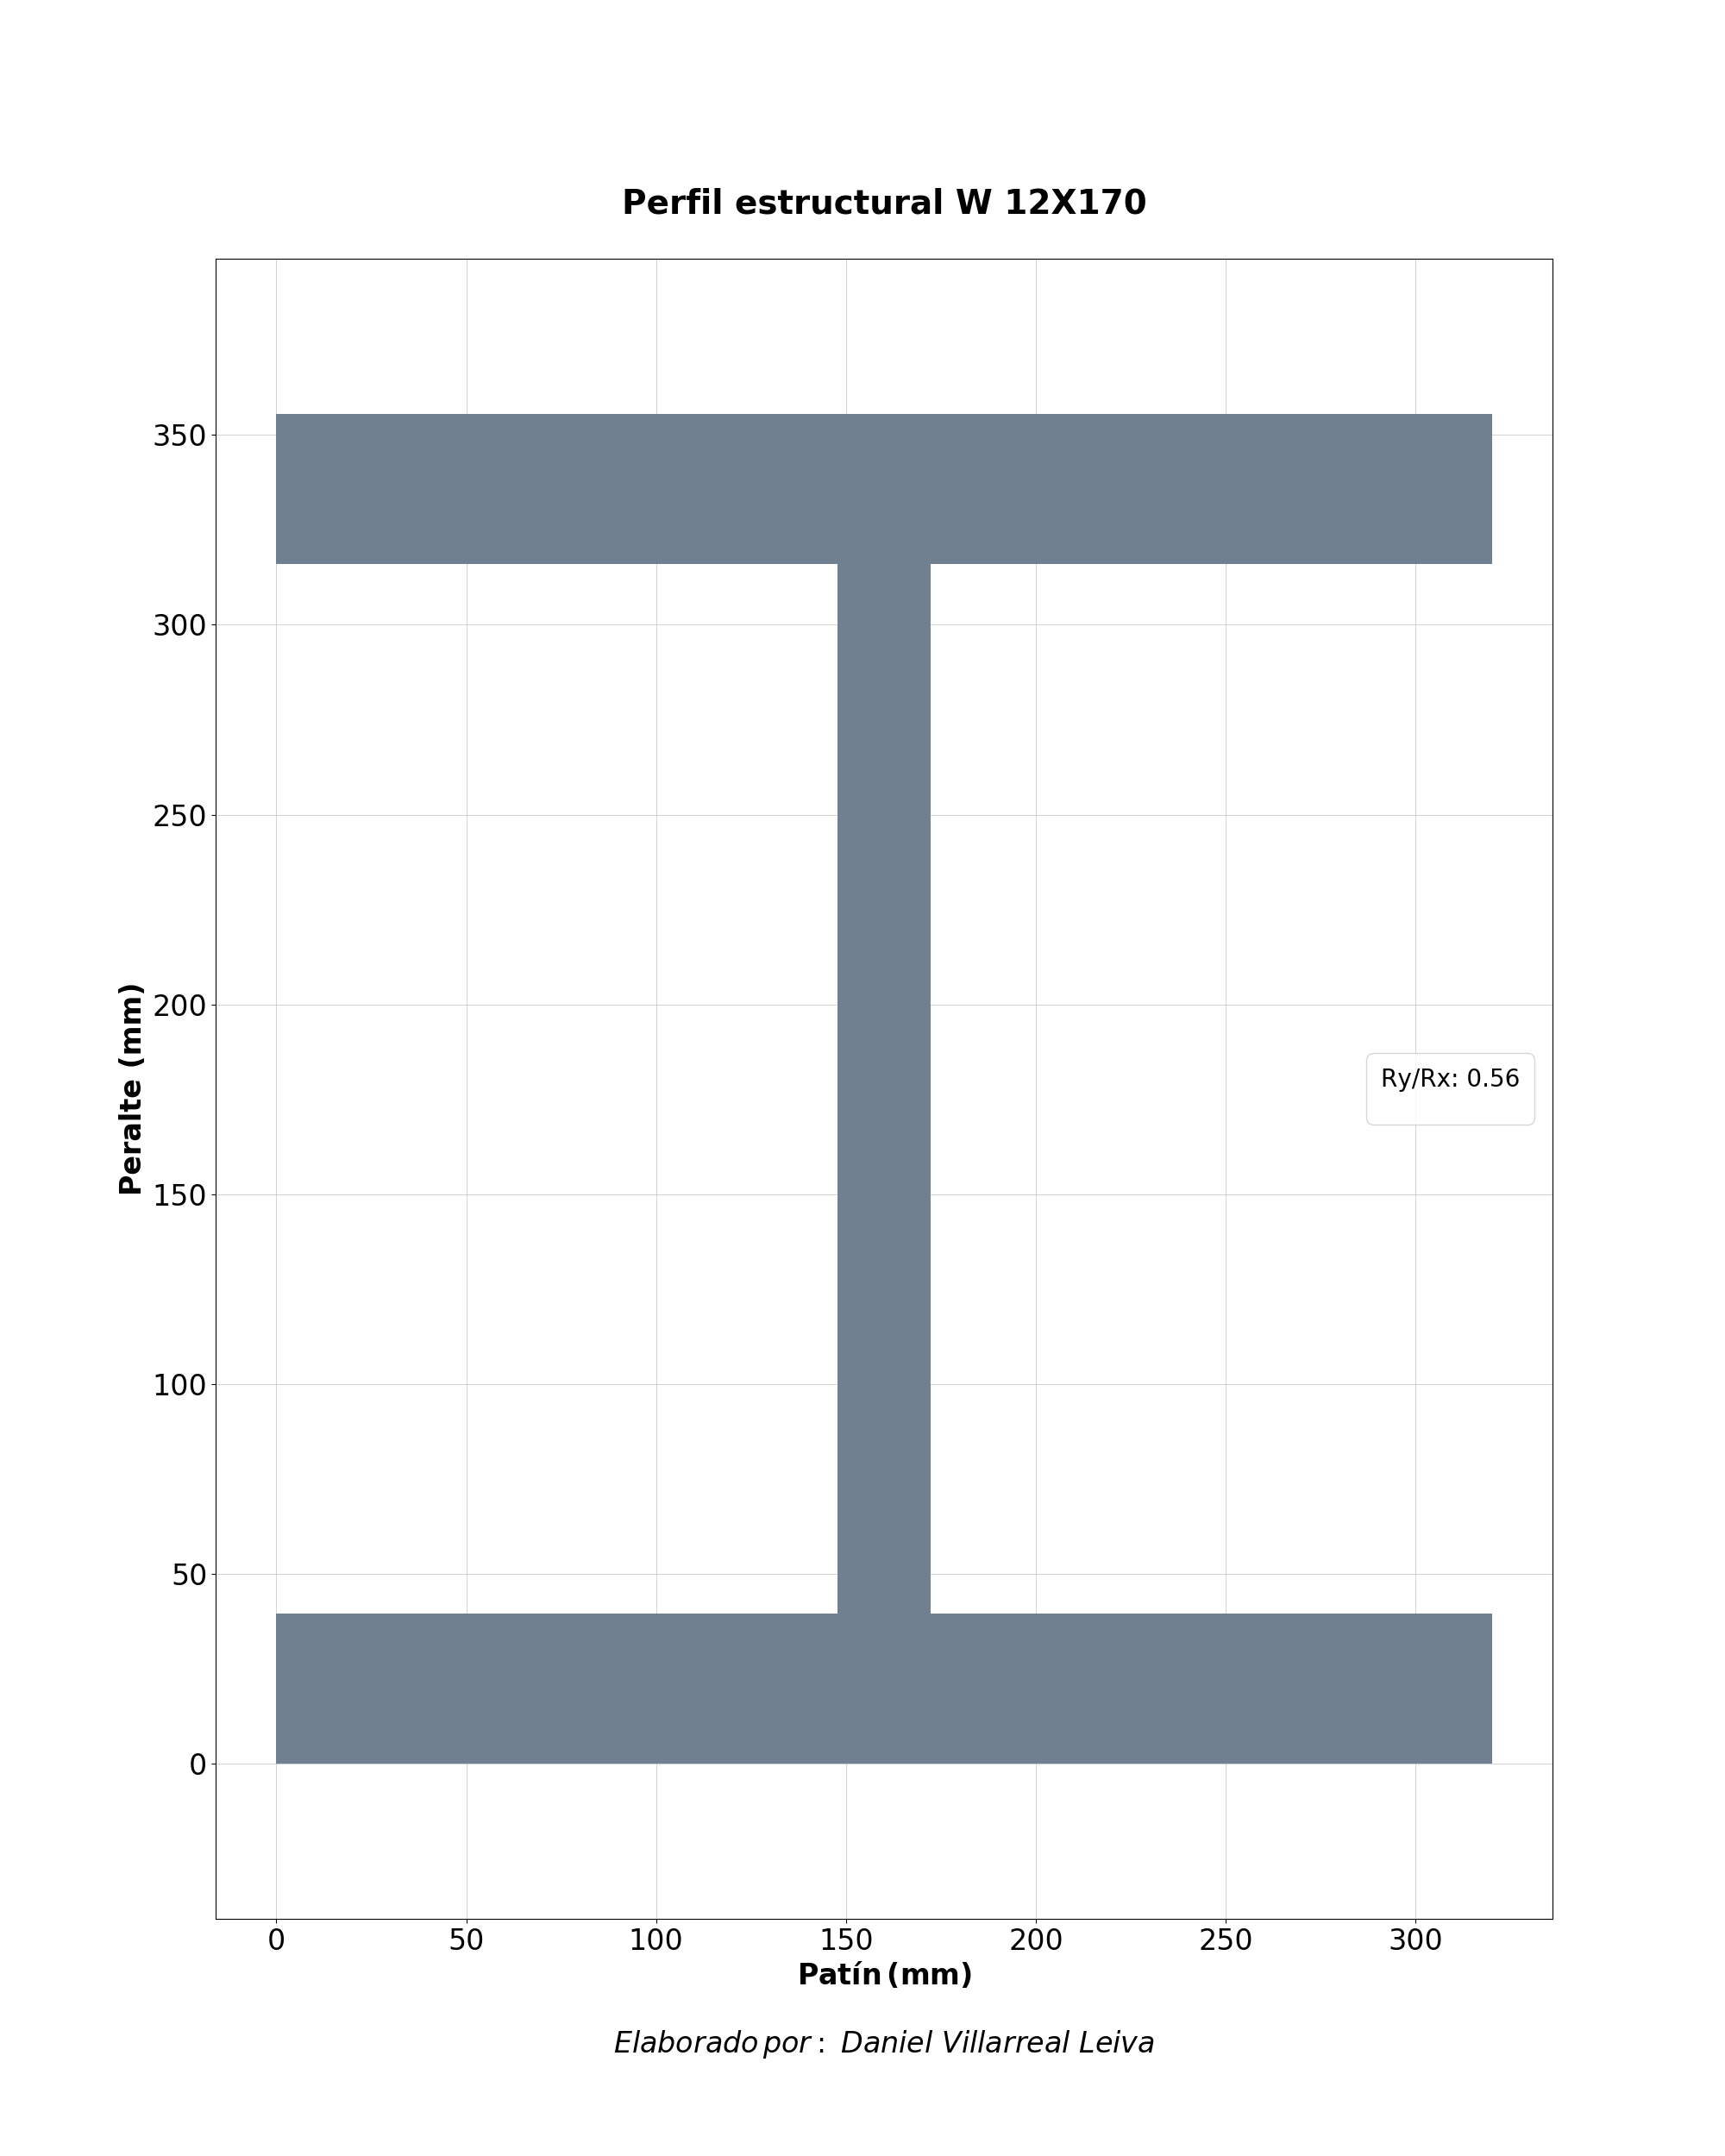 Perfil estructural W 12X170
350
300
250
200
150
100
50
0
Peralte (mm)
Ry/Rx: 0.56
0 50 100 150 200 250 300
Patín (mm)
Elaborado por: Daniel Villarreal Leiva